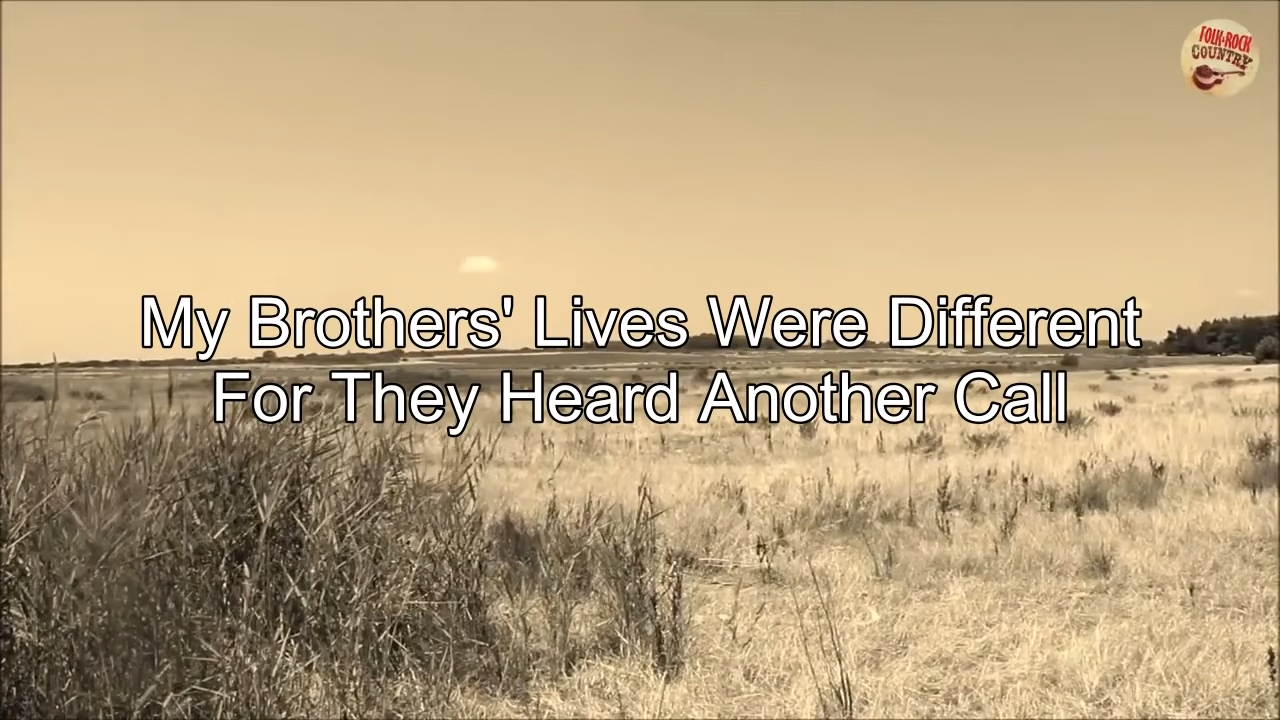 FOLK-ROCK
COUNTRY
My Brothers' Lives Were Different
For They Heard Another Call